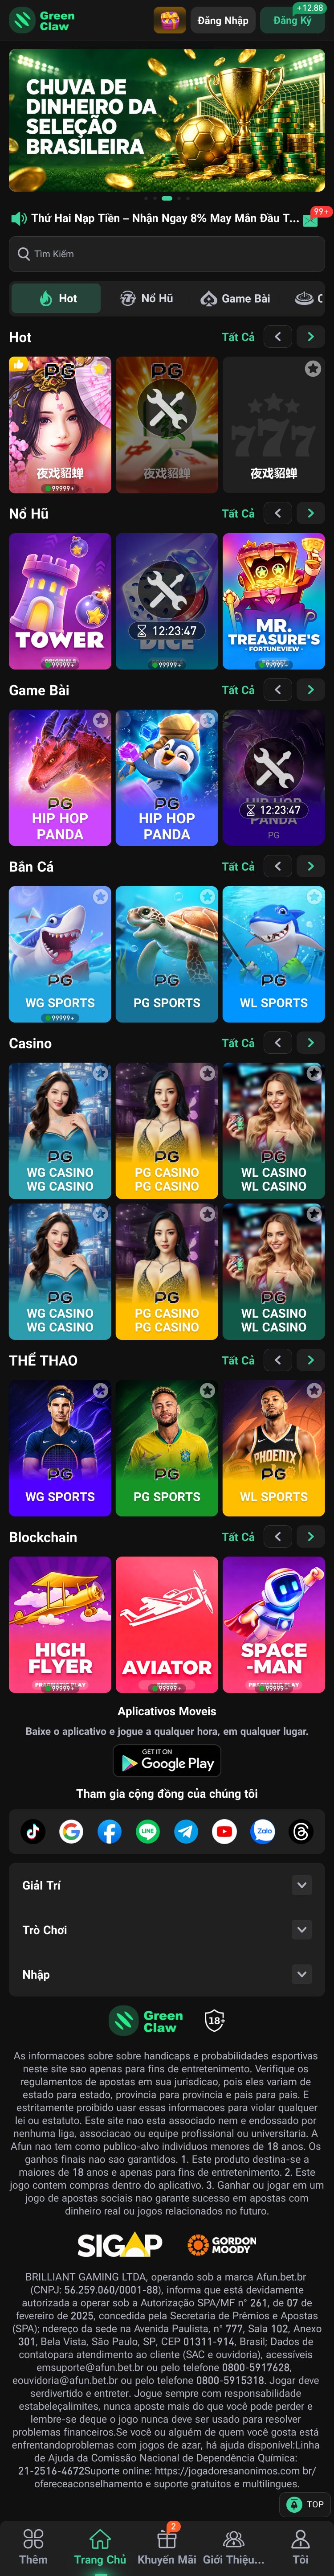 Green
Claw
Đăng Nhập
Đăng Ký
+12.88
CHUVA DE
DINHEIRO DA
SELEÇÃO
BRASILEIRA
Thứ Hai Nạp Tiền – Nhận Ngay 8% May Mắn Đầu T...
99+
Tìm Kiếm
Hot
Nổ Hũ
Game Bài
C
Hot
Tất Cả
PG
夜戏貂蝉
99999+
PG
夜戏貂蝉
777
夜戏貂蝉
Nổ Hũ
Tất Cả
TOWER
99999+
DICE
12:23:47
99999+
MR.
TREASURE'S
FORTUNEVIEW
99999+
Game Bài
Tất Cả
PG
HIP HOP
PANDA
PG
HIP HOP
PANDA
HIP HOP
PANDA
12:23:47
PG
Bắn Cá
Tất Cả
PG
WG SPORTS
99999+
PG
PG SPORTS
PG
WL SPORTS
Casino
Tất Cả
PG
WG CASINO
WG CASINO
PG
PG CASINO
PG CASINO
PG
WL CASINO
WL CASINO
PG
WG CASINO
WG CASINO
PG
PG CASINO
PG CASINO
PG
WL CASINO
WL CASINO
THỂ THAO
Tất Cả
PG
WG SPORTS
PG
PG SPORTS
PHOENIX
PG
WL SPORTS
Blockchain
Tất Cả
HIGH
FLYER
99999+
AVIATOR
99999+
SPACE
-MAN
99999+
Aplicativos Moveis
Baixe o aplicativo e jogue a qualquer hora, em qualquer lugar.
GET IT ON
Google Play
Tham gia cộng đồng của chúng tôi
LINE
Zalo
Giải Trí
Trò Chơi
Nhập
Green
Claw
18+
As informacoes sobre sobre handicaps e probabilidades esportivas
neste site sao apenas para fins de entretenimento. Verifique os
regulamentos de apostas em sua jurisdicao, pois eles variam de
estado para estado, provincia para provincia e pais para pais. E
estritamente proibido uasr essas informacoes para violar qualquer
lei ou estatuto. Este site nao esta associado nem e endossado por
nenhuma liga, associacao ou equipe profissional ou universitaria. A
Afun nao tem como publico-alvo individuos menores de 18 anos. Os
ganhos finais nao sao garantidos. 1. Este produto destina-se a
maiores de 18 anos e apenas para fins de entretenimento. 2. Este
jogo contem compras dentro do aplicativo. 3. Ganhar ou jogar em um
jogo de apostas sociais nao garante sucesso em apostas com
dinheiro real ou jogos relacionados no futuro.
SIGAP
GORDON
MOODY
BRILLIANT GAMING LTDA, operando sob a marca Afun.bet.br
(CNPJ: 56.259.060/0001-88), informa que está devidamente
autorizada a operar sob a Autorização SPA/MF n° 261, de 07 de
fevereiro de 2025, concedida pela Secretaria de Prêmios e Apostas
(SPA); ndereço da sede na Avenida Paulista, n° 777, Sala 102, Anexo
301, Bela Vista, São Paulo, SP, CEP 01311-914, Brasil; Dados de
contatopara atendimento ao cliente (SAC e ouvidoria), acessíveis
emsuporte@afun.bet.br ou pelo telefone 0800-5917628,
eouvidoria@afun.bet.br ou pelo telefone 0800-5915318. Jogar deve
serdivertido e entreter. Jogue sempre com responsabilidade
estabeleçalimites, nunca aposte mais do que você pode perder e
lembre-se deque o jogo nunca deve ser usado para resolver
problemas financeiros.Se você ou alguém de quem você gosta está
enfrentandoproblemas com jogos de azar, há ajuda disponível:Linha
de Ajuda da Comissão Nacional de Dependência Química:
21-2516-4672Suporte online: https://jogadoresanonimos.com br/
ofereceaconselhamento e suporte gratuitos e multilingues.
TOP
Thêm
Trang Chủ
2
Khuyến Mãi
Giới Thiệu...
Tôi